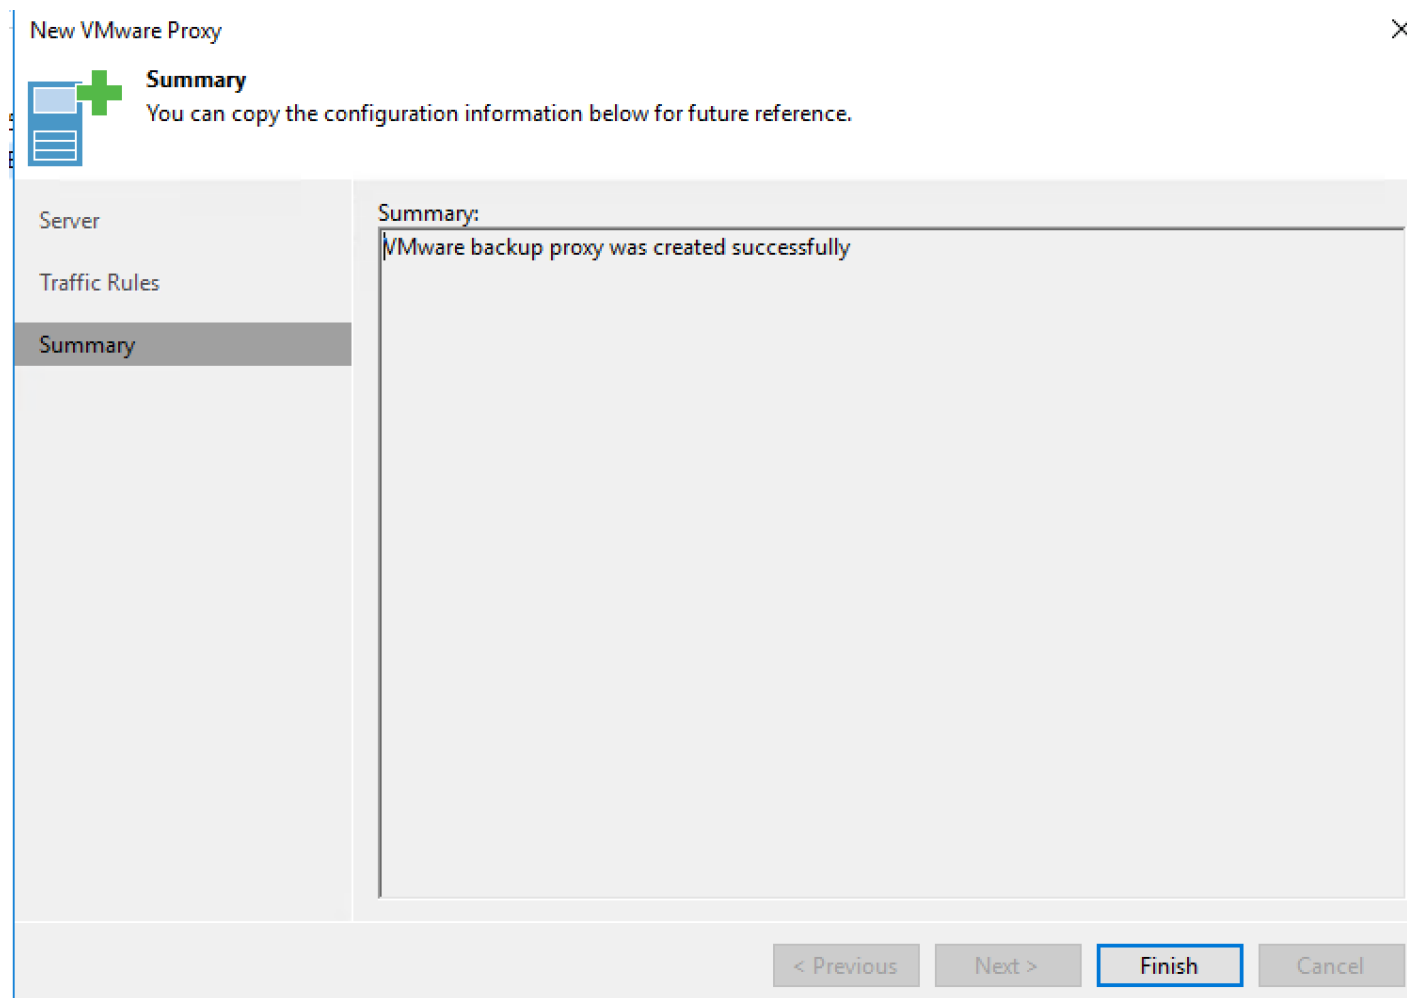 New VMware Proxy
Summary
You can copy the configuration information below for future reference.
Server
Traffic Rules
Summary
Summary:
VMware backup proxy was created successfully
< Previous
Next >
Finish
Cancel